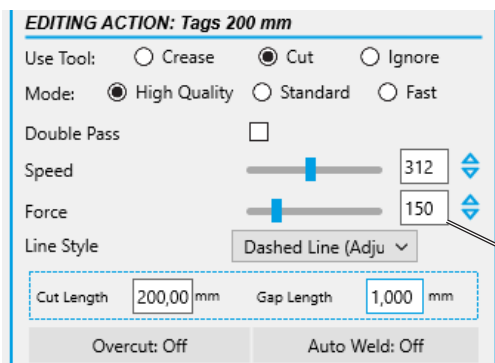 EDITING ACTION: Tags 200 mm
Use Tool: Crease Cut Ignore
Mode: High Quality Standard Fast
Double Pass
Speed 312
Force 150
Line Style Dashed Line (Adju
Cut Length 200,00 mm Gap Length 1,000 mm
Overcut: Off Auto Weld: Off